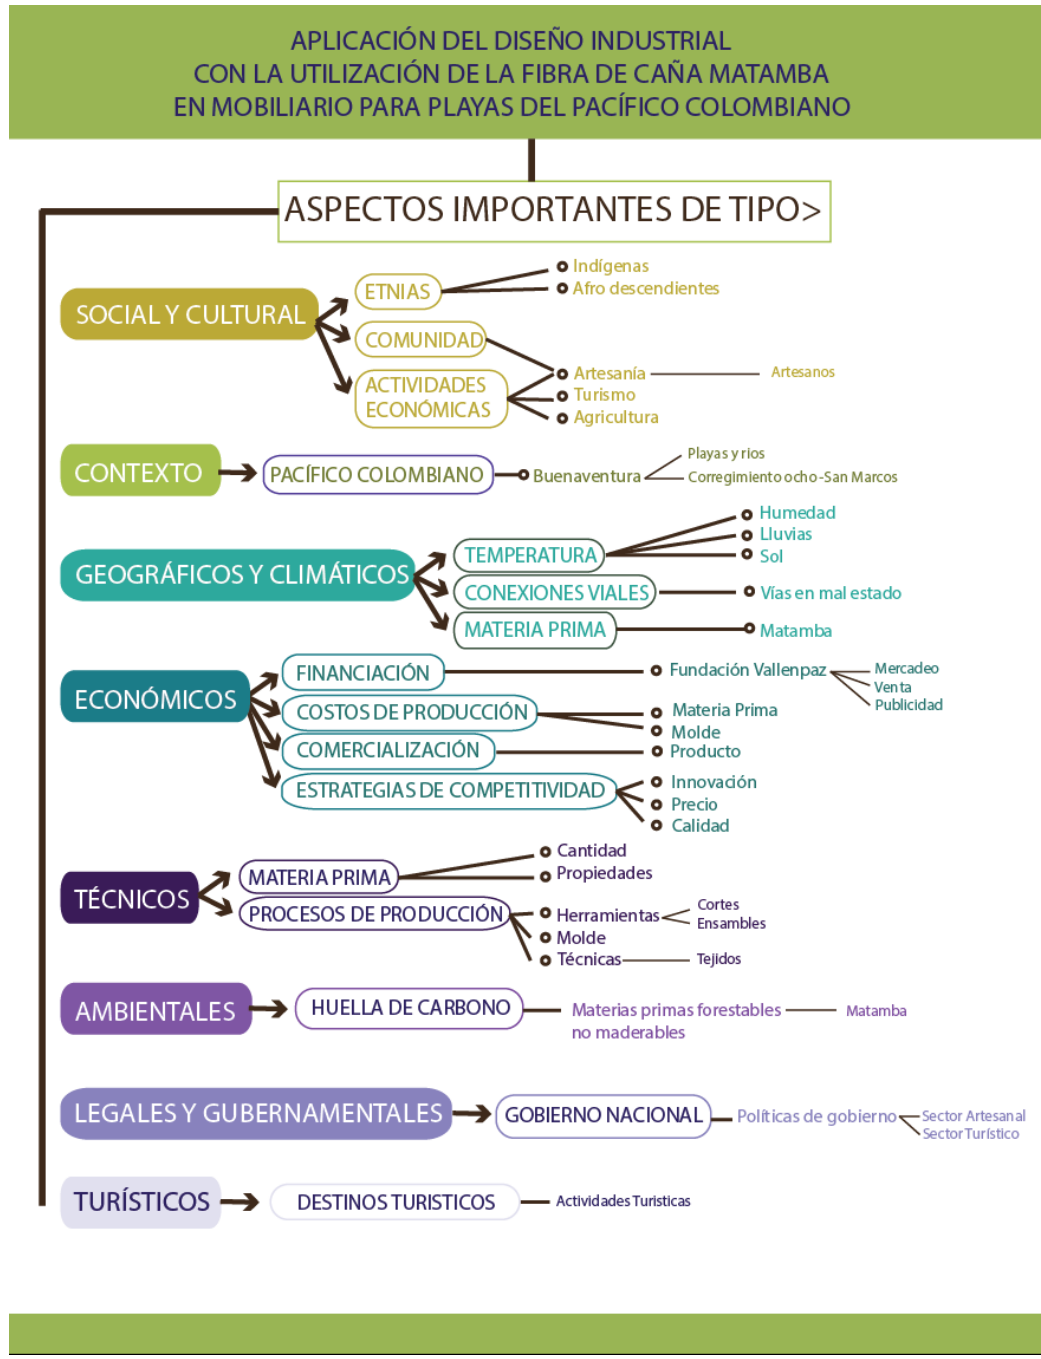 APLICACIÓN DEL DISEÑO INDUSTRIAL
CON LA UTILIZACIÓN DE LA FIBRA DE CAÑA MATAMBA
EN MOBILIARIO PARA PLAYAS DEL PACÍFICO COLOMBIANO
ASPECTOS IMPORTANTES DE TIPO>
SOCIAL Y CULTURAL
ETNIAS
Indígenas
Afro descendientes
COMUNIDAD
ACTIVIDADES
ECONÓMICAS
Artesanía
Artesanos
Turismo
Agricultura
CONTEXTO
PACÍFICO COLOMBIANO
Buenaventura
Playas y rios
Corregimiento ocho -San Marcos
GEOGRÁFICOS Y CLIMÁTICOS
TEMPERATURA
Humedad
Lluvias
Sol
CONEXIONES VIALES
Vías en mal estado
MATERIA PRIMA
Matamba
ECONÓMICOS
FINANCIACIÓN
Fundación Vallenpaz
Mercadeo
Venta
Publicidad
COSTOS DE PRODUCCIÓN
Materia Prima
Molde
COMERCIALIZACIÓN
Producto
ESTRATEGIAS DE COMPETITIVIDAD
Innovación
Precio
Calidad
TÉCNICOS
MATERIA PRIMA
Cantidad
Propiedades
PROCESOS DE PRODUCCIÓN
Herramientas
Cortes
Ensambles
Molde
Técnicas
Tejidos
AMBIENTALES
HUELLA DE CARBONO
Materias primas forestables
no maderables
Matamba
LEGALES Y GUBERNAMENTALES
GOBIERNO NACIONAL
Políticas de gobierno
Sector Artesanal
Sector Turístico
TURÍSTICOS
DESTINOS TURISTICOS
Actividades Turisticas